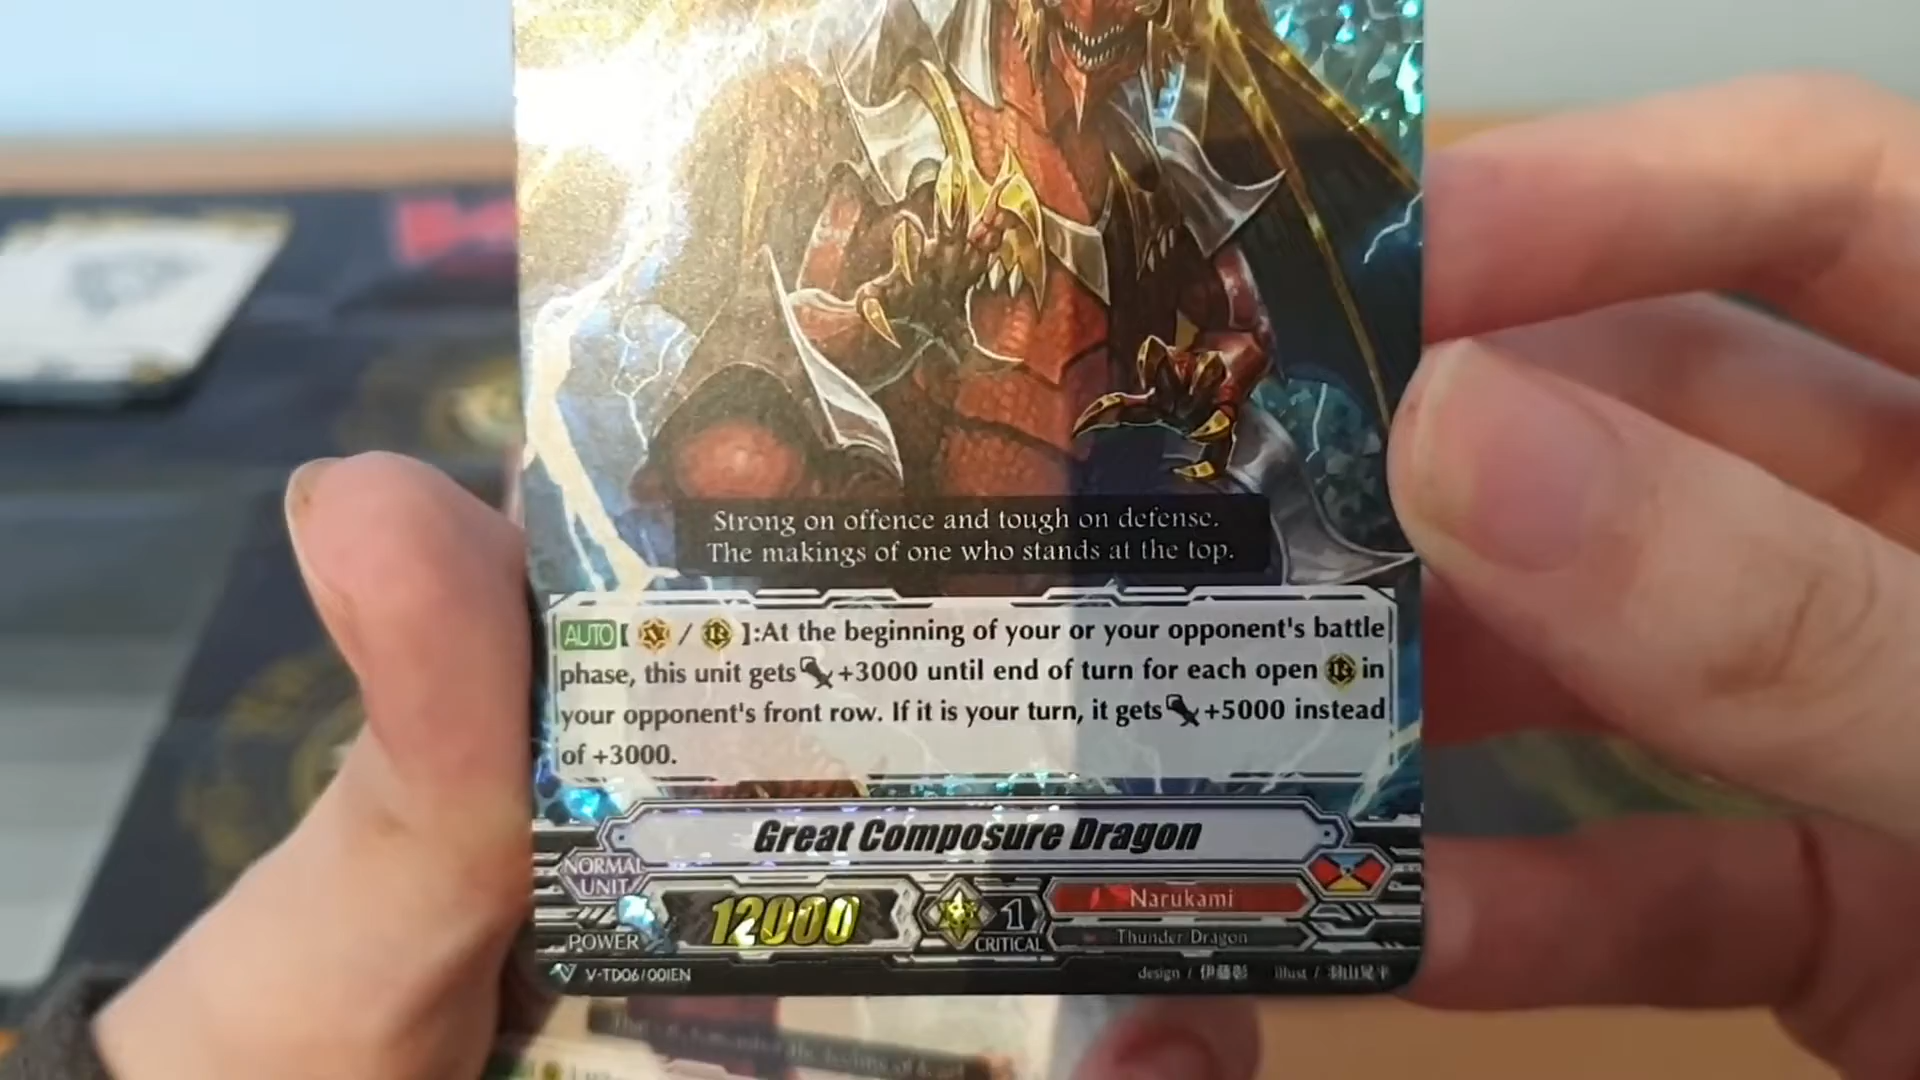 Strong on offence and tough on defense.
The makings of one who stands at the top.
AUTO [ V / R ]:At the beginning of your or your opponent's battle
phase, this unit gets +3000 until end of turn for each open R in
your opponent's front row. If it is your turn, it gets +5000 instead
of +3000.
Great Composure Dragon
NORMAL
UNIT
12000
1
Narukami
POWER
CRITICAL
Thunder Dragon
V-TD06/001EN
design / 伊藤彰 illust /